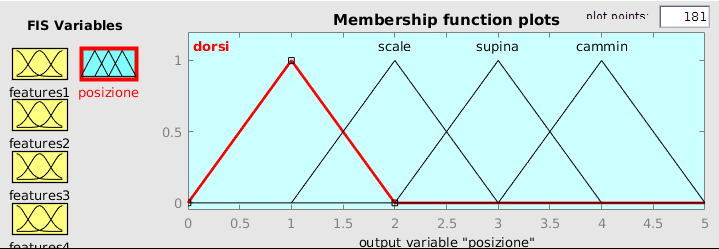 FIS Variables
features1
posizione
features2
features3
features4
Membership function plots
plot points:
181
dorsi
scale
supina
cammin
1
0.5
0
0 0.5 1 1.5 2 2.5 3 3.5 4 4.5 5
output variable "posizione"